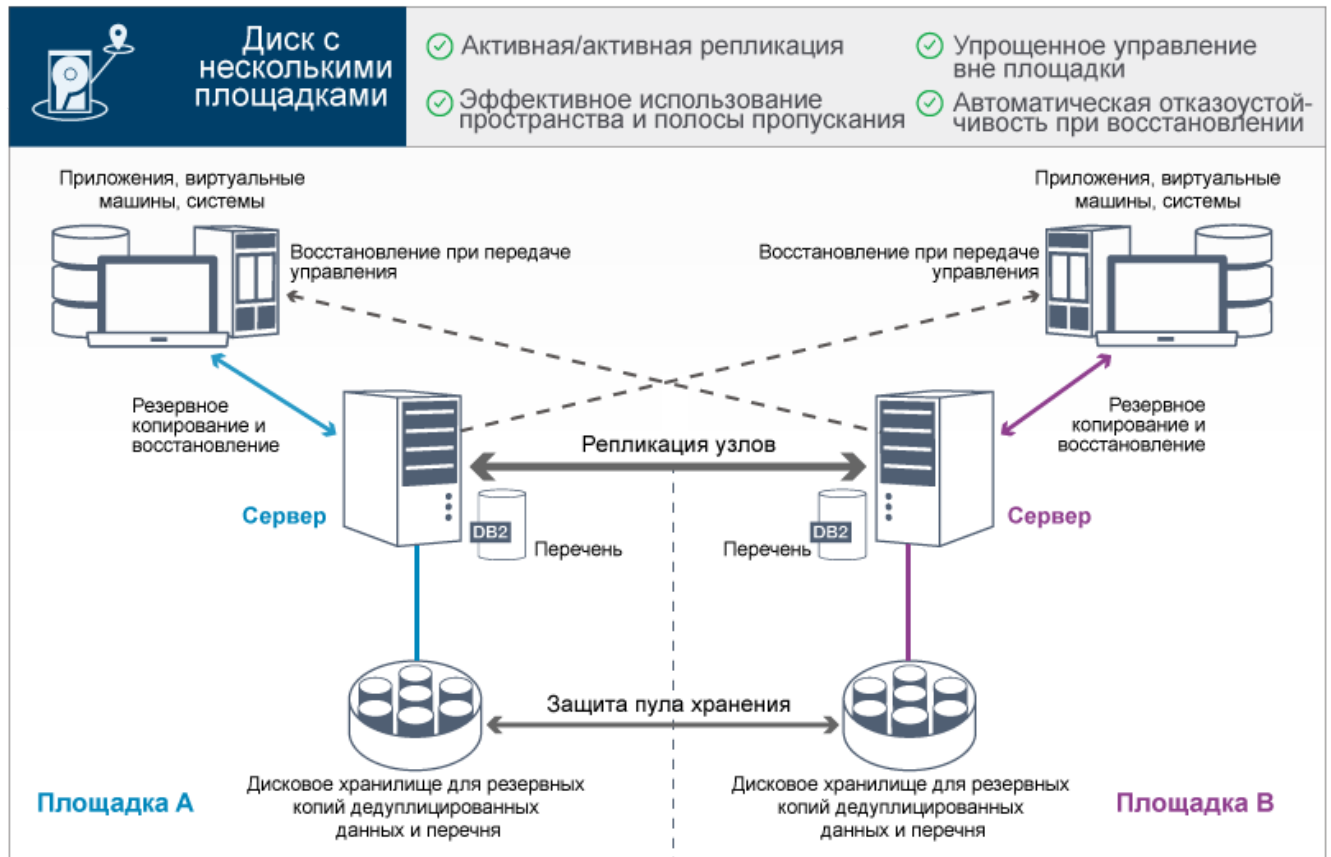 Диск с
несколькими
площадками
Активная/активная репликация
Эффективное использование
пространства и полосы пропускания
Упрощенное управление
вне площадки
Автоматическая отказоустой-
чивость при восстановлении
Приложения, виртуальные
машины, системы
Приложения, виртуальные
машины, системы
Восстановление при передаче
управления
Восстановление при передаче
управления
Резервное
копирование и
восстановление
Резервное
копирование и
восстановление
Репликация узлов
Сервер
DB2
Перечень
Перечень
DB2
Сервер
Защита пула хранения
Дисковое хранилище для резервных
копий дедуплицированных
данных и перечня
Дисковое хранилище для резервных
копий дедуплицированных
данных и перечня
Площадка A
Площадка B